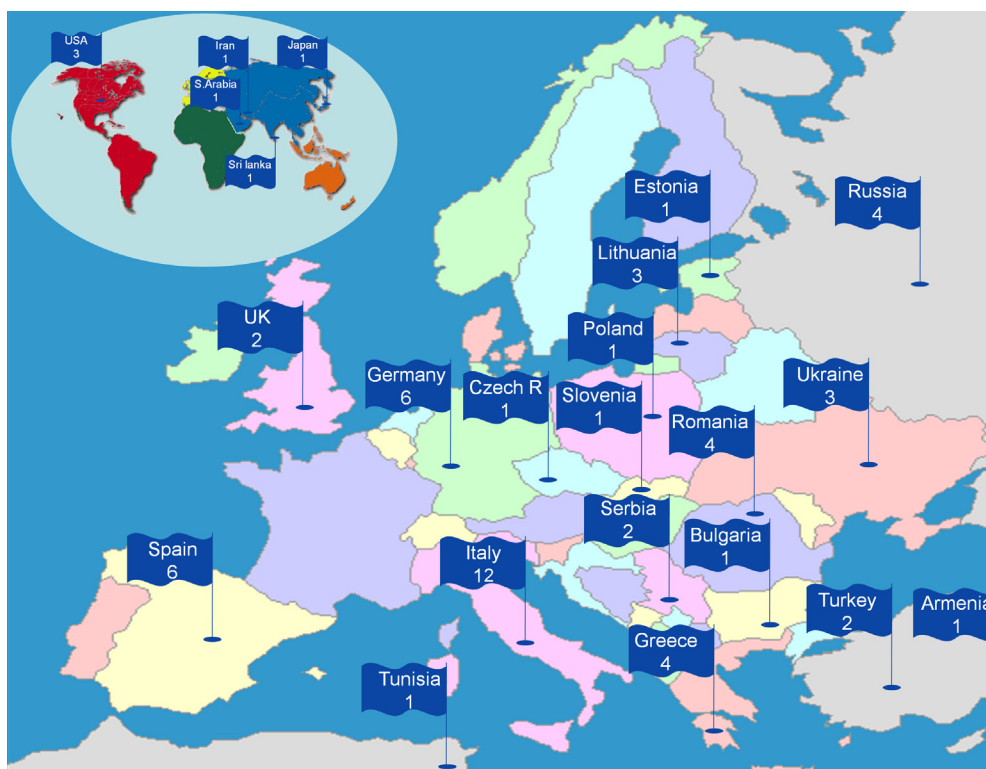 USA
3
Iran
1
Japan
1
S.Arabia
1
Sri lanka
1
Estonia
1
Russia
4
Lithuania
3
UK
2
Poland
1
Germany
6
Czech R
1
Slovenia
1
Ukraine
3
Romania
4
Serbia
2
Bulgaria
1
Spain
6
Italy
12
Turkey
2
Armenia
1
Greece
4
Tunisia
1